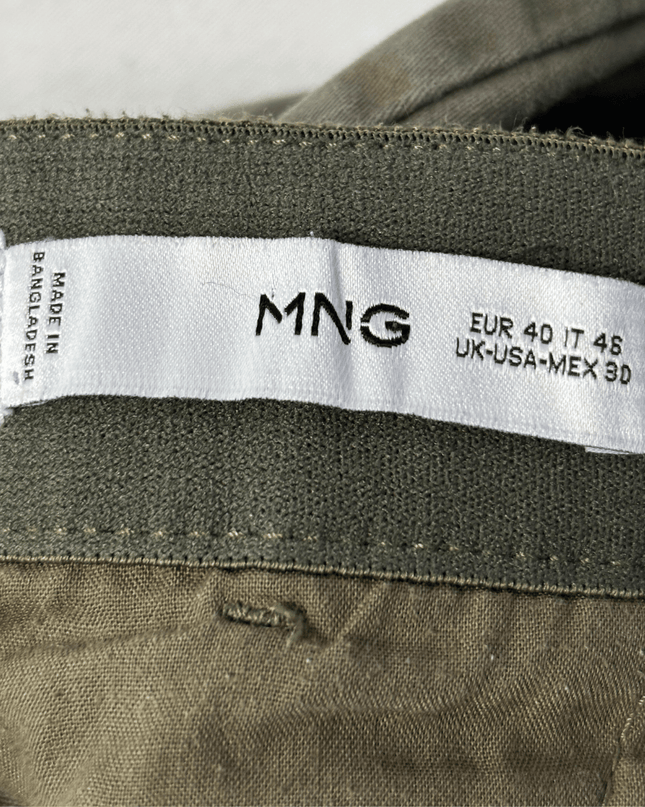 MADE IN
BANGLADESH
MNG
EUR 40 IT 46
UK-USA-MEX 30